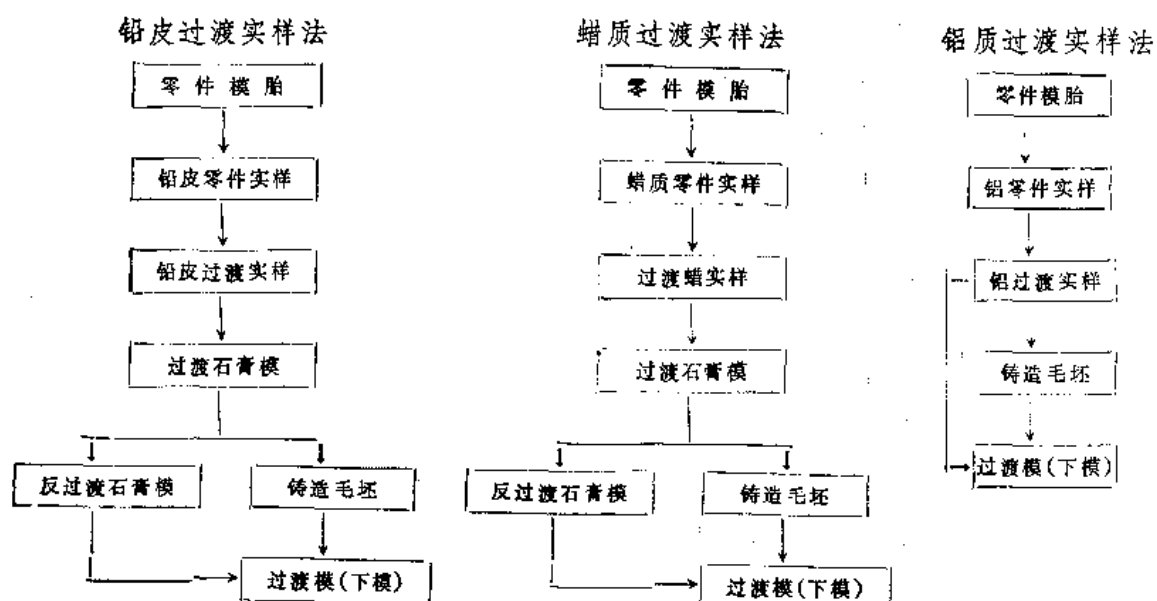 铅皮过渡实样法
零件模胎
铅皮零件实样
铅皮过渡实样
过渡石膏模
反过渡石膏模
铸造毛坯
过渡模(下模)
蜡质过渡实样法
零件模胎
蜡质零件实样
过渡蜡实样
过渡石膏模
反过渡石膏模
铸造毛坯
过渡模(下模)
铝质过渡实样法
零件模胎
铝零件实样
铝过渡实样
铸造毛坯
过渡模(下模)